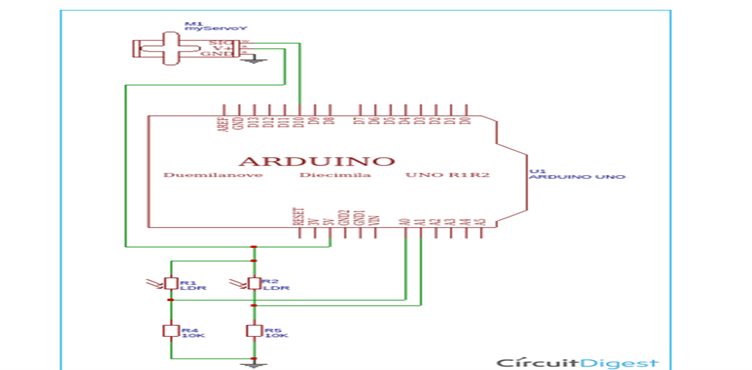 M1
myServoY
SIG
V+
GND
AREF GND D13 D12 D11 D10 D9 D8 D7 D6 D5 D4 D3 D2 D1 D0
ARDUINO
Duemilanove Diecimila UNO R1R2
U1
ARDUINO UNO
RESET 3V 5V GND2 GND1 VIN A0 A1 A2 A3 A4 A5
R1
LDR
R2
LDR
R4
10K
R5
10K
CircuitDigest